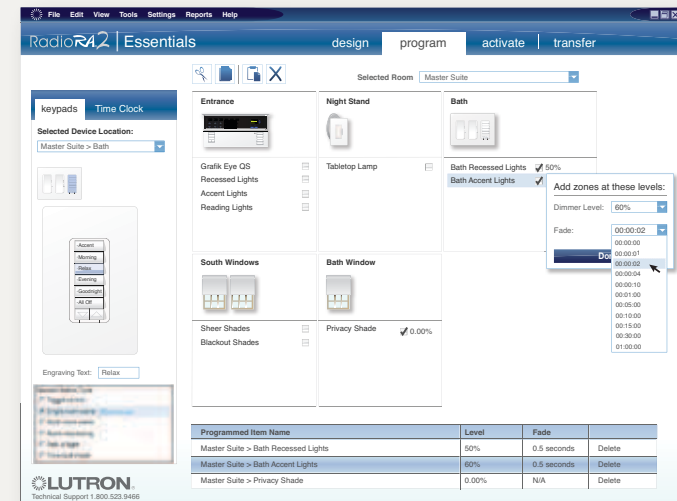 File Edit View Tools Settings Reports Help
RadioRA2 | Essentials
design program activate transfer
Selected Room Master Suite
keypads Time Clock
Selected Device Location:
Master Suite > Bath
Accent
Morning
Relax
Evening
Goodnight
All Off
Engraving Text: Relax
LUTRON
Technical Support 1.800.523.9466
Entrance
Grafik Eye QS
Recessed Lights
Accent Lights
Reading Lights
Night Stand
Tabletop Lamp
Bath
Bath Recessed Lights 50%
Bath Accent Lights
South Windows
Sheer Shades
Blackout Shades
Bath Window
Privacy Shade 0.00%
Add zones at these levels:
Dimmer Level: 60%
Fade: 00:00:02
00:00:00
00:00:01
00:00:02
00:00:04
00:00:10
00:01:00
00:05:00
00:10:00
00:15:00
00:30:00
01:00:00
Programmed Item Name Level Fade
Master Suite > Bath Recessed Lights 50% 0.5 seconds Delete
Master Suite > Bath Accent Lights 60% 0.5 seconds Delete
Master Suite > Privacy Shade 0.00% N/A Delete